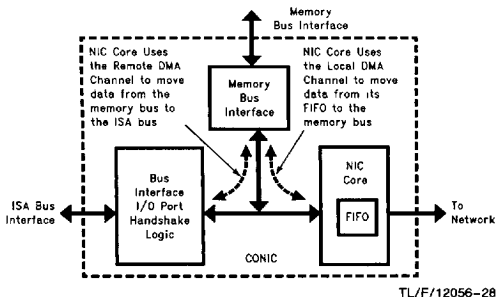 Memory
Bus Interface
NIC Core Uses
the Remote DMA
Channel to move
data from the
memory bus to
the ISA bus
NIC Core Uses
the Local DMA
Channel to move
data from its
FIFO to the
memory bus
Memory
Bus
Interface
Bus
Interface
I/O Port
Handshake
Logic
NIC
Core
FIFO
ISA Bus
Interface
To
Network
CONIC
TL/F/12056-28